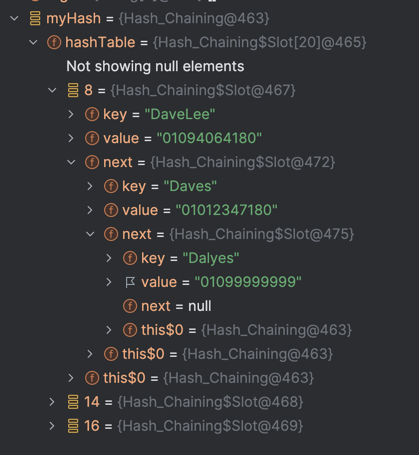 myHash = {Hash_Chaining@463}
f hashTable = {Hash_Chaining$Slot[20]@465}
Not showing null elements
8 = {Hash_Chaining$Slot@467}
f key = "DaveLee"
f value = "01094064180"
f next = {Hash_Chaining$Slot@472}
f key = "Daves"
f value = "01012347180"
f next = {Hash_Chaining$Slot@475}
f key = "Dalyes"
value = "01099999999"
f next = null
f this$0 = {Hash_Chaining@463}
f this$0 = {Hash_Chaining@463}
f this$0 = {Hash_Chaining@463}
14 = {Hash_Chaining$Slot@468}
16 = {Hash_Chaining$Slot@469}